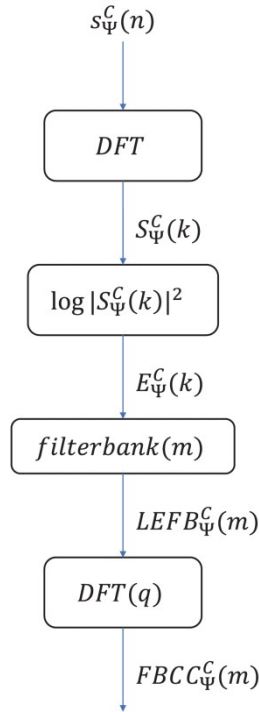 s_Ψ^C(n)
DFT
S_Ψ^C(k)
log |S_Ψ^C(k)|²
E_Ψ^C(k)
filterbank(m)
LEFB_Ψ^C(m)
DFT(q)
FBCC_Ψ^C(m)